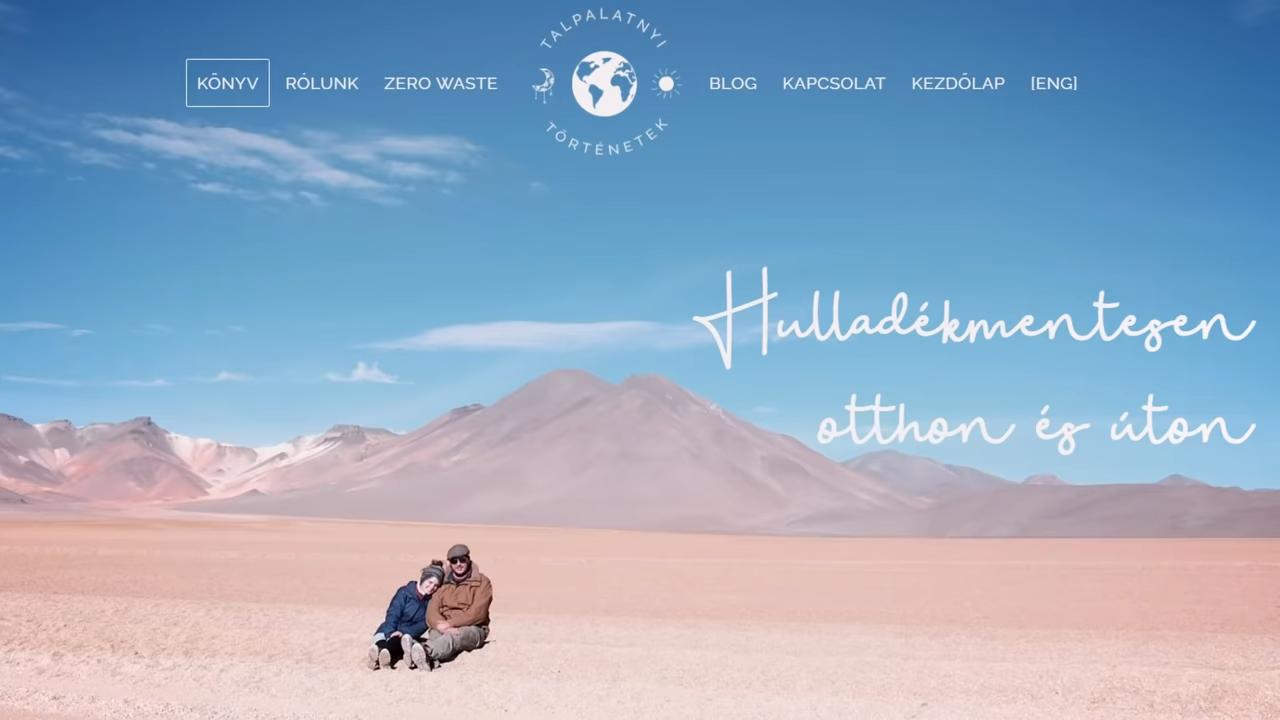 TALPALATNYI
KÖNYV RÓLUNK ZERO WASTE BLOG KAPCSOLAT KEZDŐLAP [ENG]
TÖRTÉNETEK
Hulladékmentesen
otthon és úton